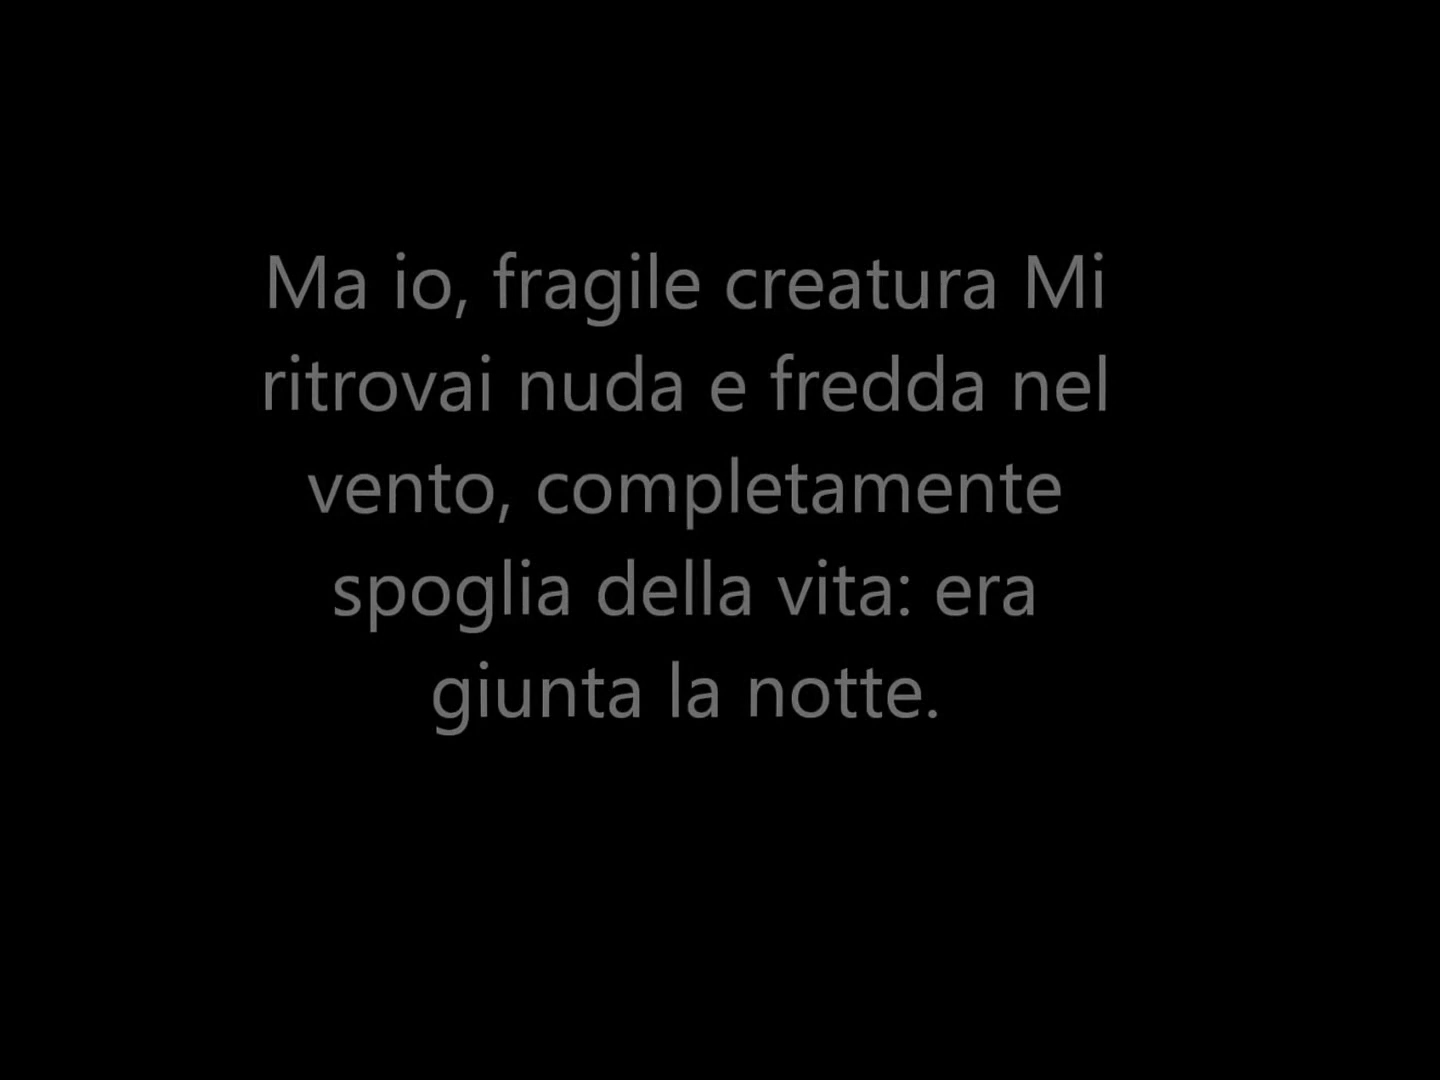 Ma io, fragile creatura Mi
ritrovai nuda e fredda nel
vento, completamente
spoglia della vita: era
giunta la notte.